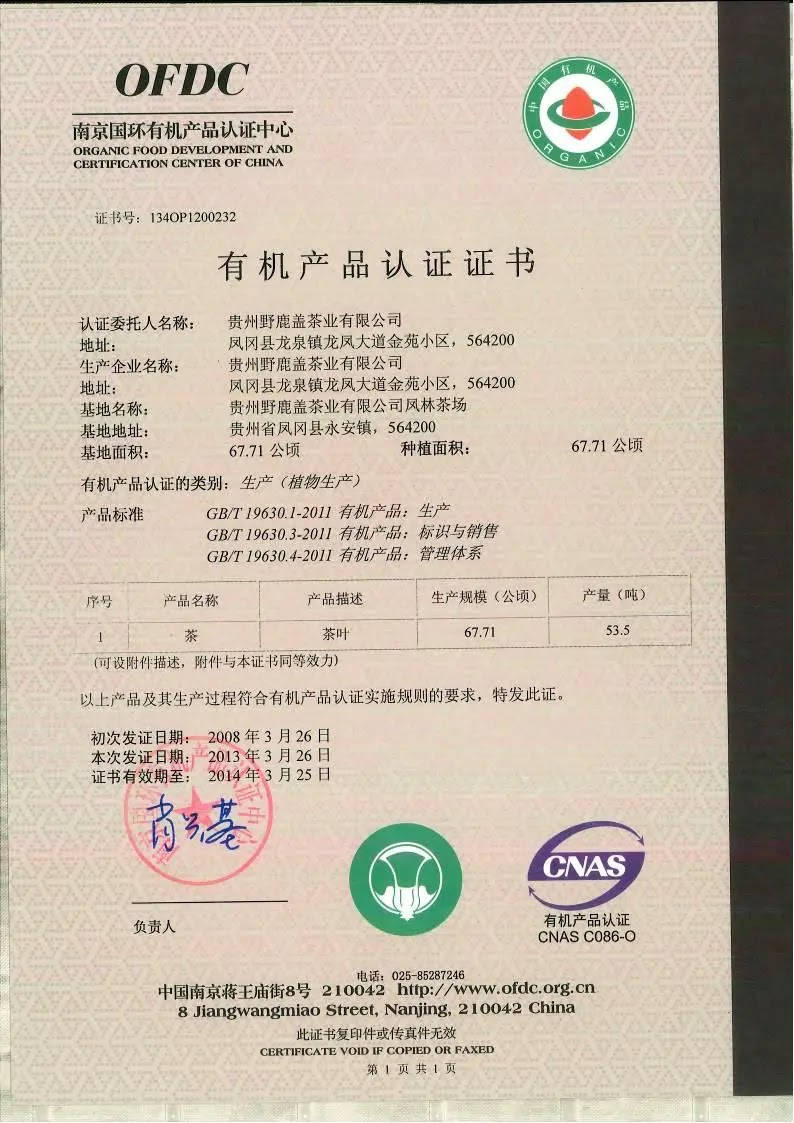 OFDC
南京国环有机产品认证中心
ORGANIC FOOD DEVELOPMENT AND
CERTIFICATION CENTER OF CHINA
中国有机产品
ORGANIC
证书号：134OP1200232
有机产品认证证书
认证委托人名称： 贵州野鹿盖茶业有限公司
地址： 凤冈县龙泉镇龙凤大道金苑小区，564200
生产企业名称： 贵州野鹿盖茶业有限公司
地址： 凤冈县龙泉镇龙凤大道金苑小区，564200
基地名称： 贵州野鹿盖茶业有限公司凤林茶场
基地地址： 贵州省凤冈县永安镇，564200
基地面积： 67.71 公顷 种植面积： 67.71 公顷
有机产品认证的类别：生产（植物生产）
产品标准 GB/T 19630.1-2011 有机产品：生产
GB/T 19630.3-2011 有机产品：标识与销售
GB/T 19630.4-2011 有机产品：管理体系
序号 产品名称 产品描述 生产规模（公顷） 产量（吨）
1 茶 茶叶 67.71 53.5
(可设附件描述，附件与本证书同等效力)
以上产品及其生产过程符合有机产品认证实施规则的要求，特发此证。
初次发证日期： 2008 年 3 月 26 日
本次发证日期： 2013 年 3 月 26 日
证书有效期至： 2014 年 3 月 25 日
负责人
CNAS
有机产品认证
CNAS C086-O
电话：025-85287246
中国南京蒋王庙街8号 210042 http://www.ofdc.org.cn
8 Jiangwangmiao Street, Nanjing, 210042 China
此证书复印件或传真件无效
CERTIFICATE VOID IF COPIED OR FAXED
第 1 页 共 1 页